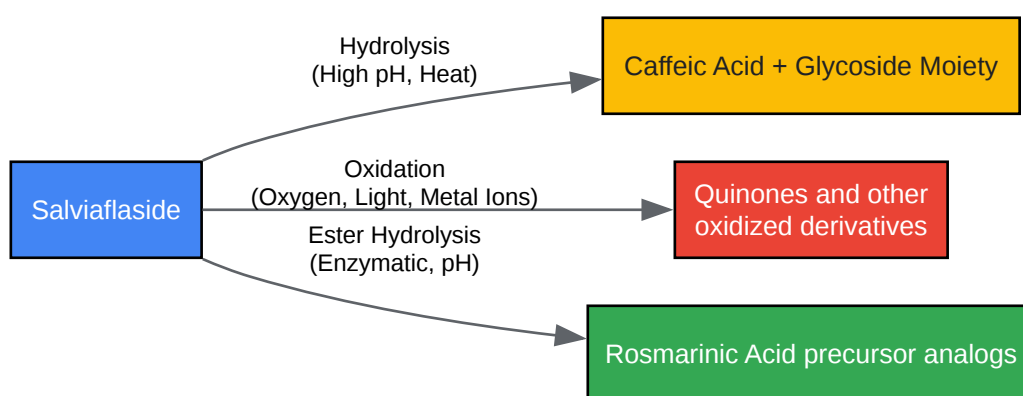 Hydrolysis
(High pH, Heat)
Caffeic Acid + Glycoside Moiety
Salviaflaside
Oxidation
(Oxygen, Light, Metal Ions)
Quinones and other
oxidized derivatives
Ester Hydrolysis
(Enzymatic, pH)
Rosmarinic Acid precursor analogs